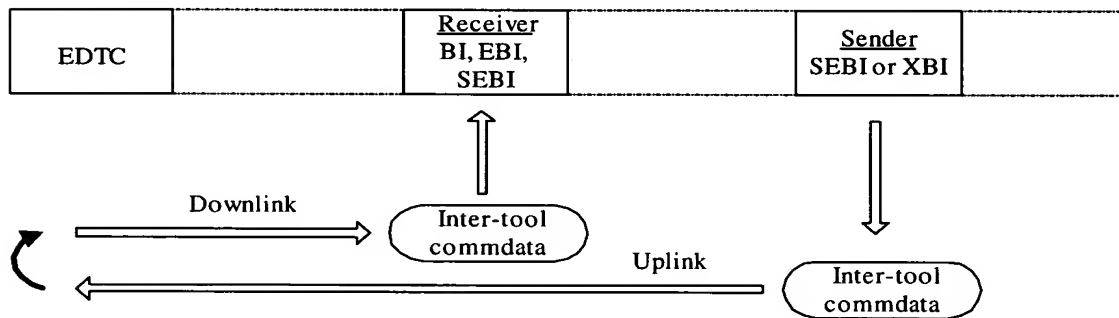 EDTC
Receiver
BI, EBI,
SEBI
Sender
SEBI or XBI
Downlink
Inter-tool
commdata
Uplink
Inter-tool
commdata